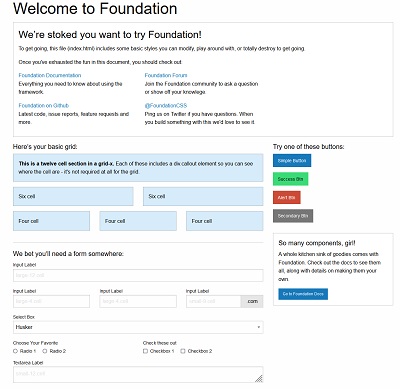 Welcome to Foundation
We're stoked you want to try Foundation!
To get going, this file (index.html) includes some basic styles you can modify, play around with, or totally destroy to get going.
Once you've exhausted the fun in this document, you should check out:
Foundation Documentation
Everything you need to know about using the
framework.
Foundation Forum
Join the Foundation community to ask a question
or show off your knowlege.
Foundation on Github
Latest code, issue reports, feature requests and
more.
@FoundationCSS
Ping us on Twitter if you have questions. When
you build something with this we'd love to see it
Here's your basic grid:
This is a twelve cell section in a grid-x. Each of these includes a div.callout element so you can see
where the cell are - it's not required at all for the grid.
Six cell
Six cell
Four cell
Four cell
Four cell
Try one of these buttons:
Simple Button
Success Btn
Alert Btn
Secondary Btn
So many components, girl!
A whole kitchen sink of goodies comes with
Foundation. Check out the docs to see them
all, along with details on making them your
own.
Go to Foundation Docs
We bet you'll need a form somewhere:
Input Label
large-12.cell
Input Label
large-4.cell
Input Label
large-4.cell
Input Label
small-9.cell
.com
Select Box
Husker
Choose Your Favorite
Radio 1
Radio 2
Check these out
Checkbox 1
Checkbox 2
Textarea Label
small-12.cell